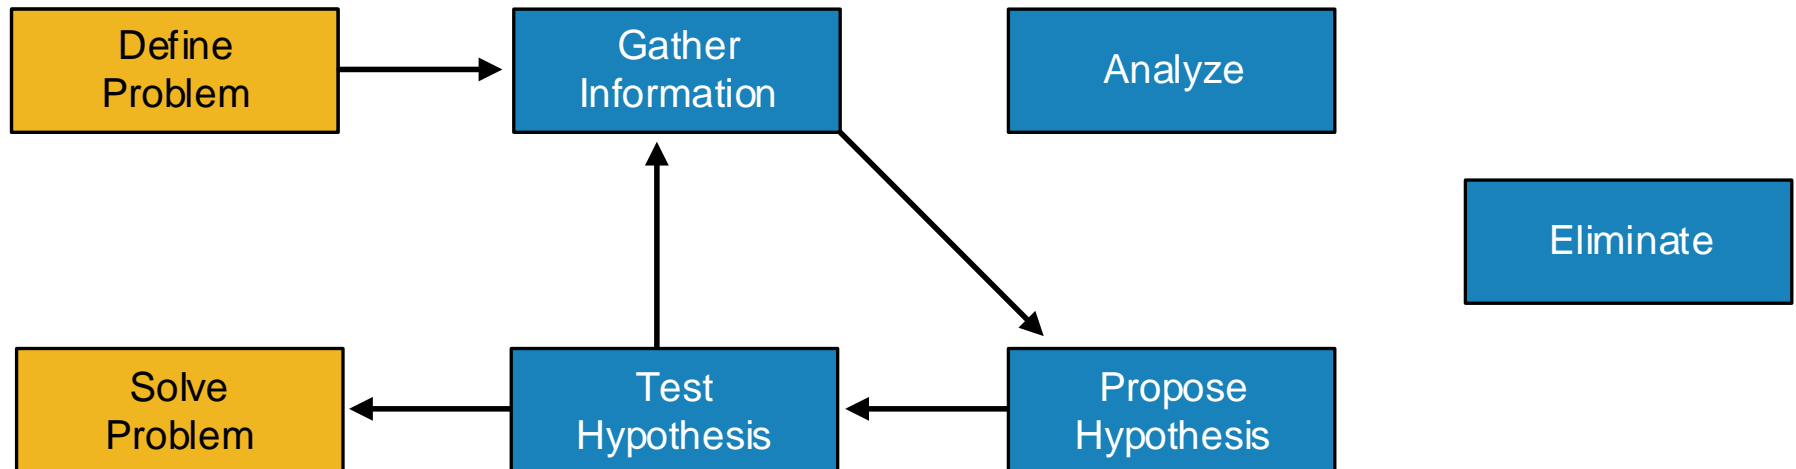 Define
Problem
Gather
Information
Analyze
Eliminate
Solve
Problem
Test
Hypothesis
Propose
Hypothesis